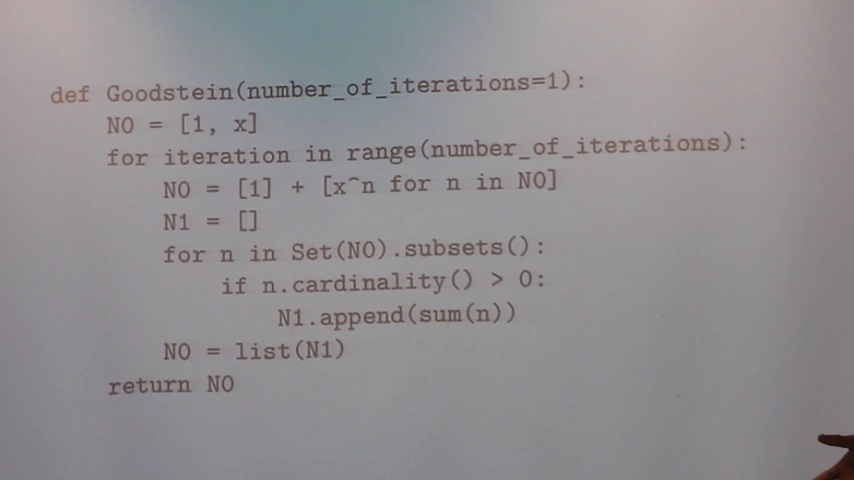 def Goodstein(number_of_iterations=1):
    N0 = [1, x]
    for iteration in range(number_of_iterations):
        N0 = [1] + [x^n for n in N0]
        N1 = []
        for n in Set(N0).subsets():
            if n.cardinality() > 0:
                N1.append(sum(n))
        N0 = list(N1)
    return N0